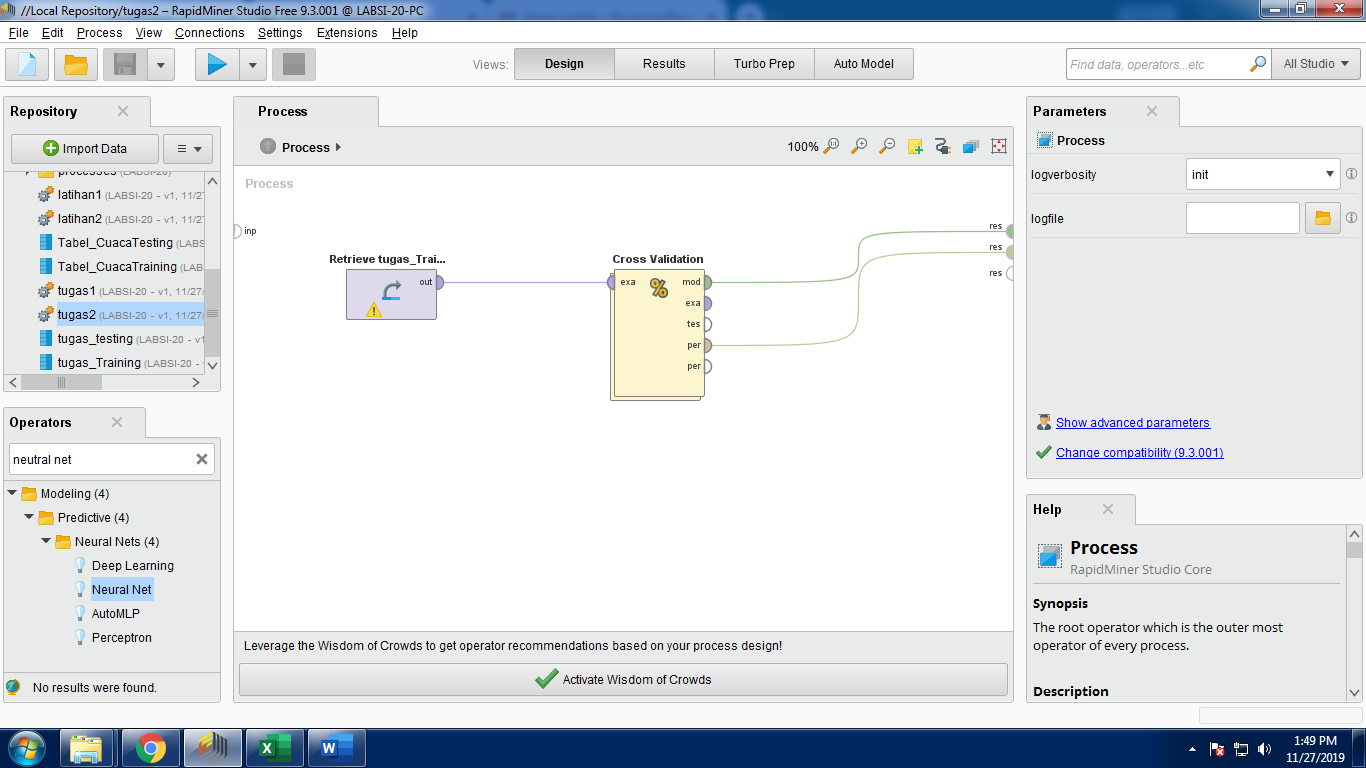 //Local Repository/tugas2 – RapidMiner Studio Free 9.3.001 @ LABSI-20-PC
File Edit Process View Connections Settings Extensions Help
Views: Design Results Turbo Prep Auto Model
Find data, operators...etc
All Studio
Repository
Import Data
processes (LABSI-20)
latihan1 (LABSI-20 – v1, 11/27
latihan2 (LABSI-20 – v1, 11/27
Tabel_CuacaTesting (LABS
Tabel_CuacaTraining (LAB
tugas1 (LABSI-20 – v1, 11/27/
tugas2 (LABSI-20 – v1, 11/27/
tugas_testing (LABSI-20 – v1
tugas_Training (LABSI-20 –
Operators
neutral net
Modeling (4)
Predictive (4)
Neural Nets (4)
Deep Learning
Neural Net
AutoMLP
Perceptron
No results were found.
Process
Process
100%
Process
inp
Retrieve tugas_Trai...
out
Cross Validation
exa
%
mod
exa
tes
per
per
res
res
res
Leverage the Wisdom of Crowds to get operator recommendations based on your process design!
Activate Wisdom of Crowds
Parameters
Process
logverbosity init
logfile
Show advanced parameters
Change compatibility (9.3.001)
Help
Process
RapidMiner Studio Core
Synopsis
The root operator which is the outer most
operator of every process.
Description
1:49 PM
11/27/2019